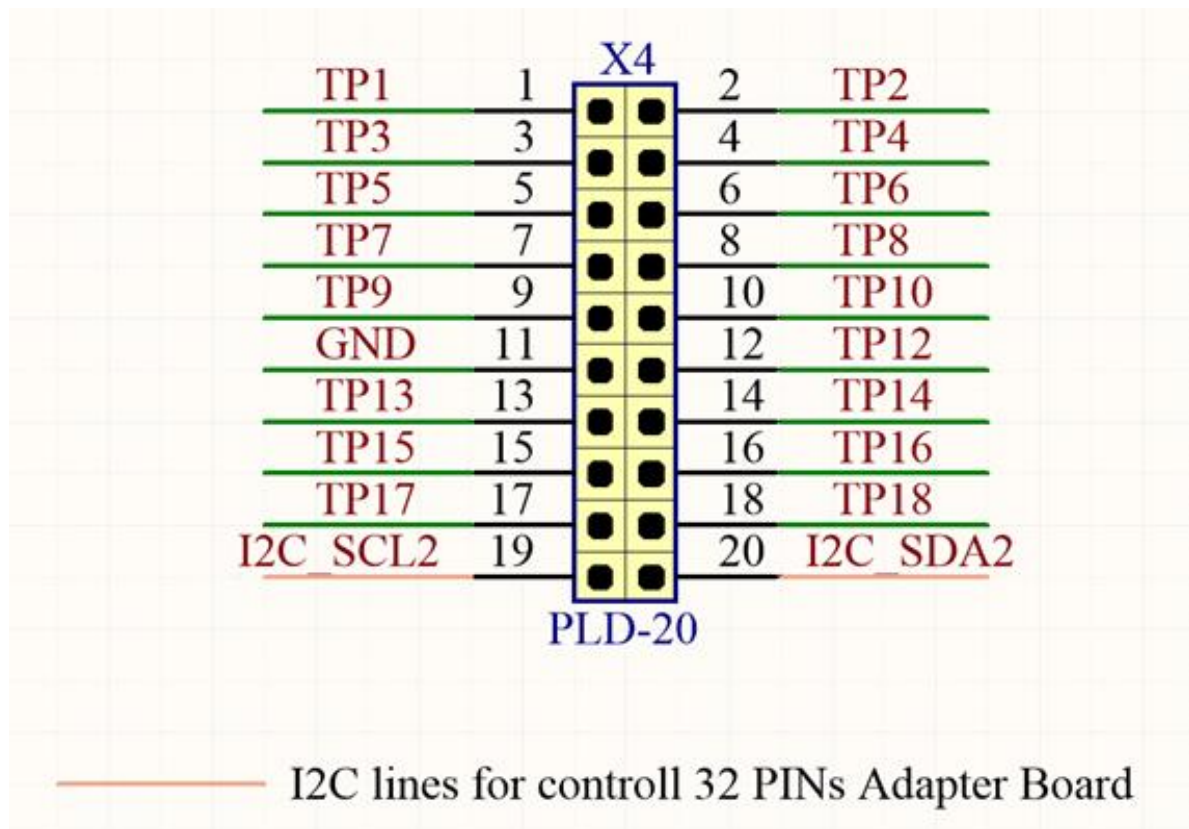 X4
TP1 1 2 TP2
TP3 3 4 TP4
TP5 5 6 TP6
TP7 7 8 TP8
TP9 9 10 TP10
GND 11 12 TP12
TP13 13 14 TP14
TP15 15 16 TP16
TP17 17 18 TP18
I2C_SCL2 19 20 I2C_SDA2
PLD-20
I2C lines for controll 32 PINs Adapter Board